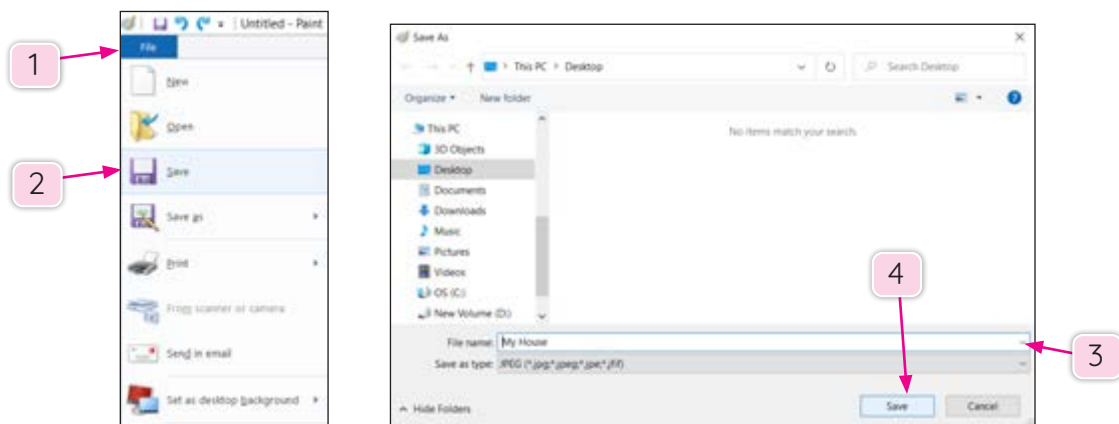 Untitled - Paint
File
1
New
Open
Save
2
Save as
Print
From scanner or camera
Send in email
Set as desktop background
Save As
This PC > Desktop
Search Desktop
Organize
New folder
This PC
No items match your search.
3D Objects
Desktop
Documents
Downloads
Music
Pictures
Videos
OS (C:)
New Volume (D:)
4
File name: My House
3
Save as type: JPEG (*.jpg;*.jpeg;*.jpe;*.jfif)
Hide Folders
Save
Cancel